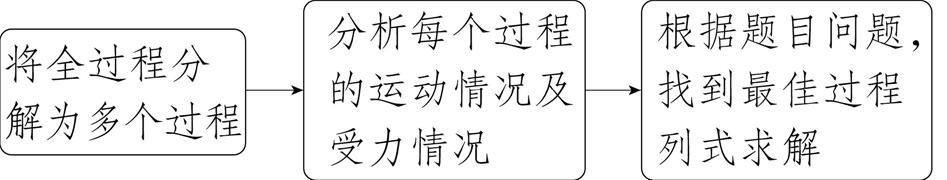 将全过程分
解为多个过程
分析每个过程
的运动情况及
受力情况
根据题目问题，
找到最佳过程
列式求解